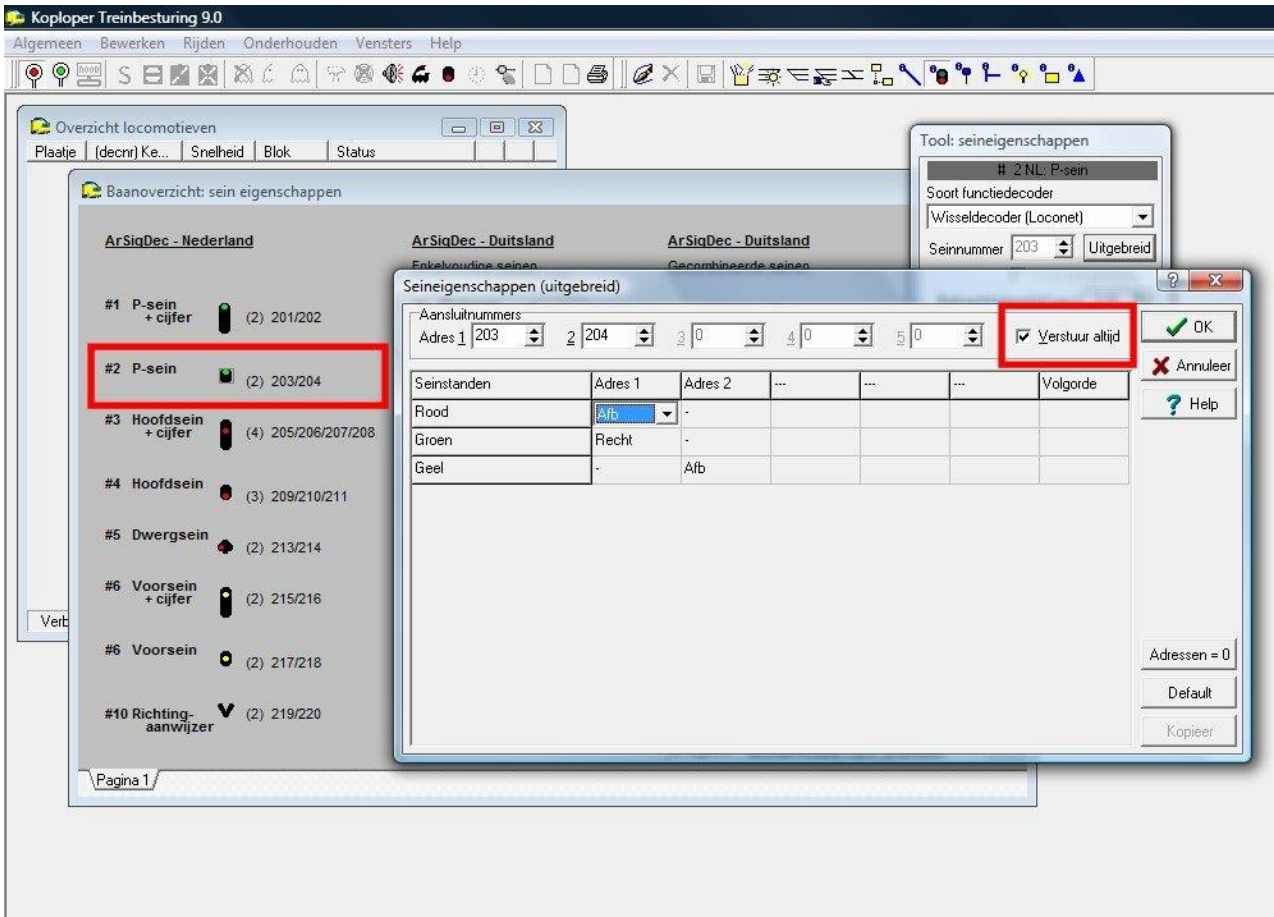 Koploper Treinbesturing 9.0
Algemeen Bewerken Rijden Onderhouden Vensters Help
Overzicht locomotieven
Plaatje (decnr) Ke... Snelheid Blok Status
Tool: seineigenschappen
# 2 NL: P-sein
Soort functiedecoder
Wisseldecoder (Loconet)
Seinnummer 203 Uitgebreid
Baanoverzicht: sein eigenschappen
ArSigDec - Nederland ArSigDec - Duitsland ArSigDec - Duitsland
Enkelvoudige seinen Gecombineerde seinen
#1 P-sein
+ cijfer (2) 201/202
#2 P-sein (2) 203/204
#3 Hoofdsein
+ cijfer (4) 205/206/207/208
#4 Hoofdsein (3) 209/210/211
#5 Dwergsein (2) 213/214
#6 Voorsein
+ cijfer (2) 215/216
#6 Voorsein (2) 217/218
#10 Richting-
aanwijzer (2) 219/220
Pagina 1
Verb
Seineigenschappen (uitgebreid)
Aansluitnummers
Adres 1 203 2 204 3 0 4 0 5 0 Verstuur altijd
OK
Annuleer
Help
Seinstanden Adres 1 Adres 2 --- --- --- Volgorde
Rood Afb -
Groen Recht -
Geel - Afb
Adressen = 0
Default
Kopieer